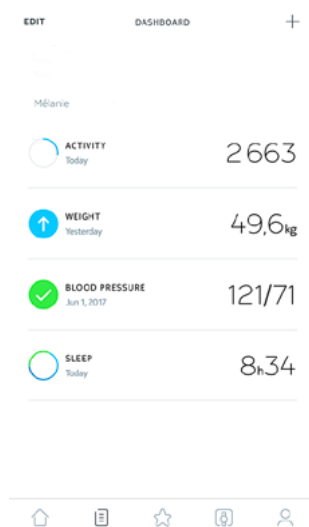 EDIT DASHBOARD +
Mélanie
ACTIVITY
Today
2 663
WEIGHT
Yesterday
49,6kg
BLOOD PRESSURE
Jun 1, 2017
121/71
SLEEP
Today
8h34